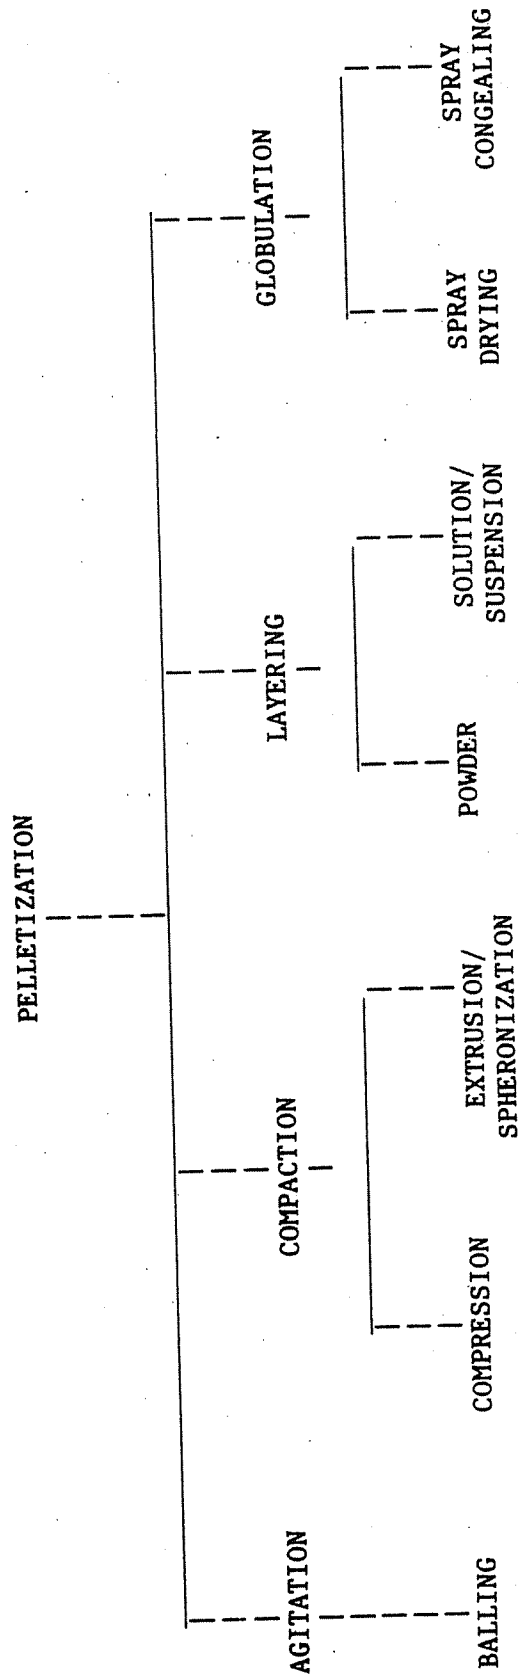 PELLETIZATION
AGITATION
COMPACTION
LAYERING
GLOBULATION
BALLING
COMPRESSION
EXTRUSION/
SPHERONIZATION
POWDER
SOLUTION/
SUSPENSION
SPRAY
DRYING
SPRAY
CONGEALING